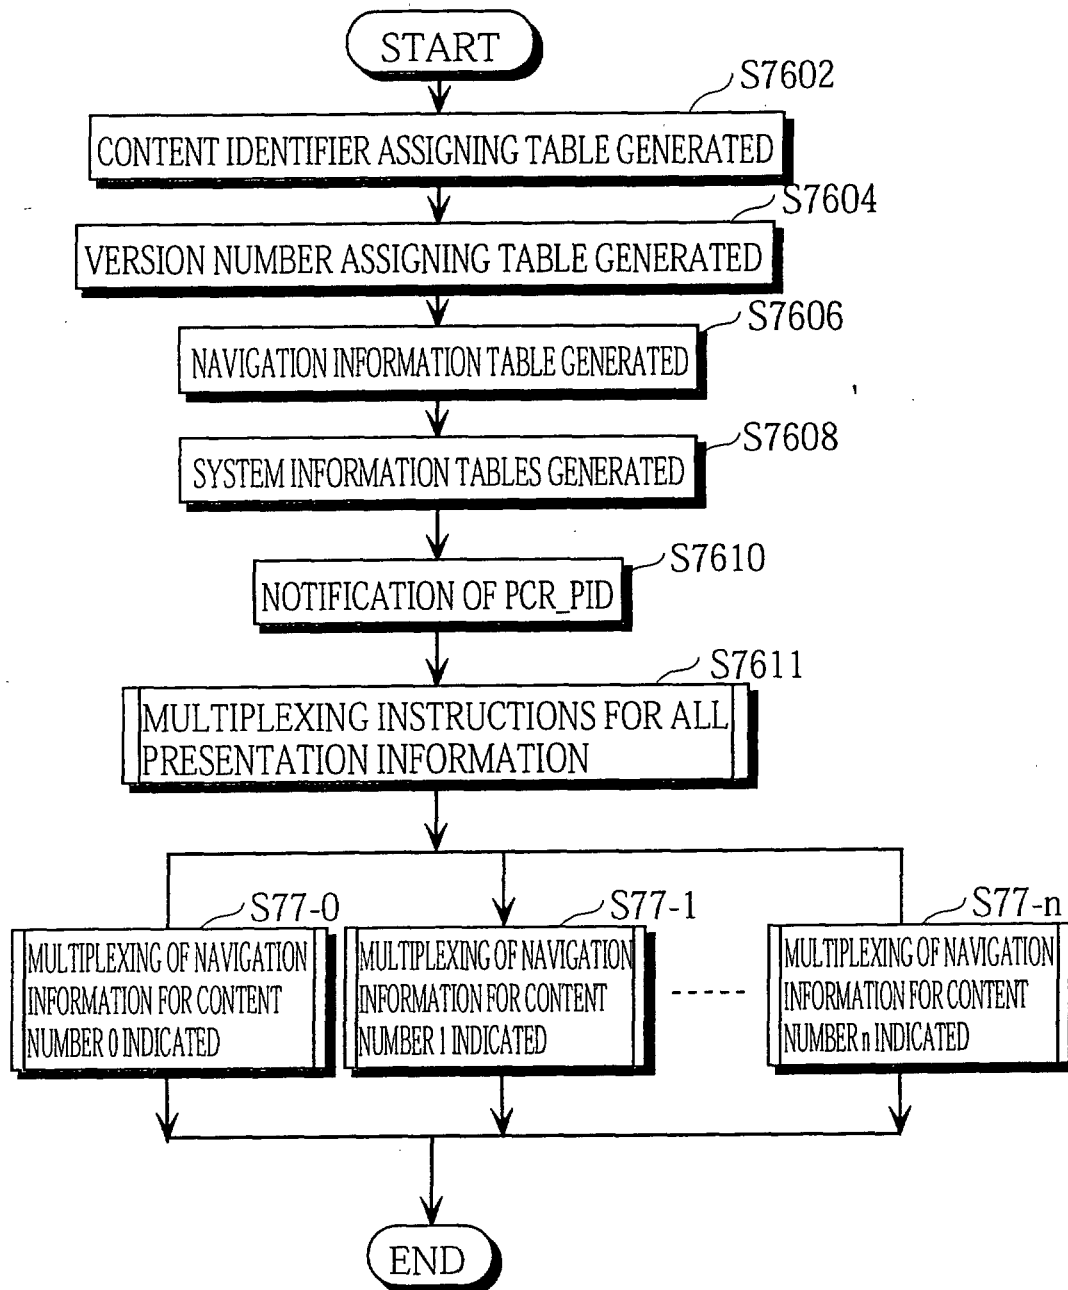 START
S7602
CONTENT IDENTIFIER ASSIGNING TABLE GENERATED
S7604
VERSION NUMBER ASSIGNING TABLE GENERATED
S7606
NAVIGATION INFORMATION TABLE GENERATED
S7608
SYSTEM INFORMATION TABLES GENERATED
S7610
NOTIFICATION OF PCR_PID
S7611
MULTIPLEXING INSTRUCTIONS FOR ALL
PRESENTATION INFORMATION
S77-0
MULTIPLEXING OF NAVIGATION
INFORMATION FOR CONTENT
NUMBER 0 INDICATED
S77-1
MULTIPLEXING OF NAVIGATION
INFORMATION FOR CONTENT
NUMBER 1 INDICATED
S77-n
MULTIPLEXING OF NAVIGATION
INFORMATION FOR CONTENT
NUMBER n INDICATED
END